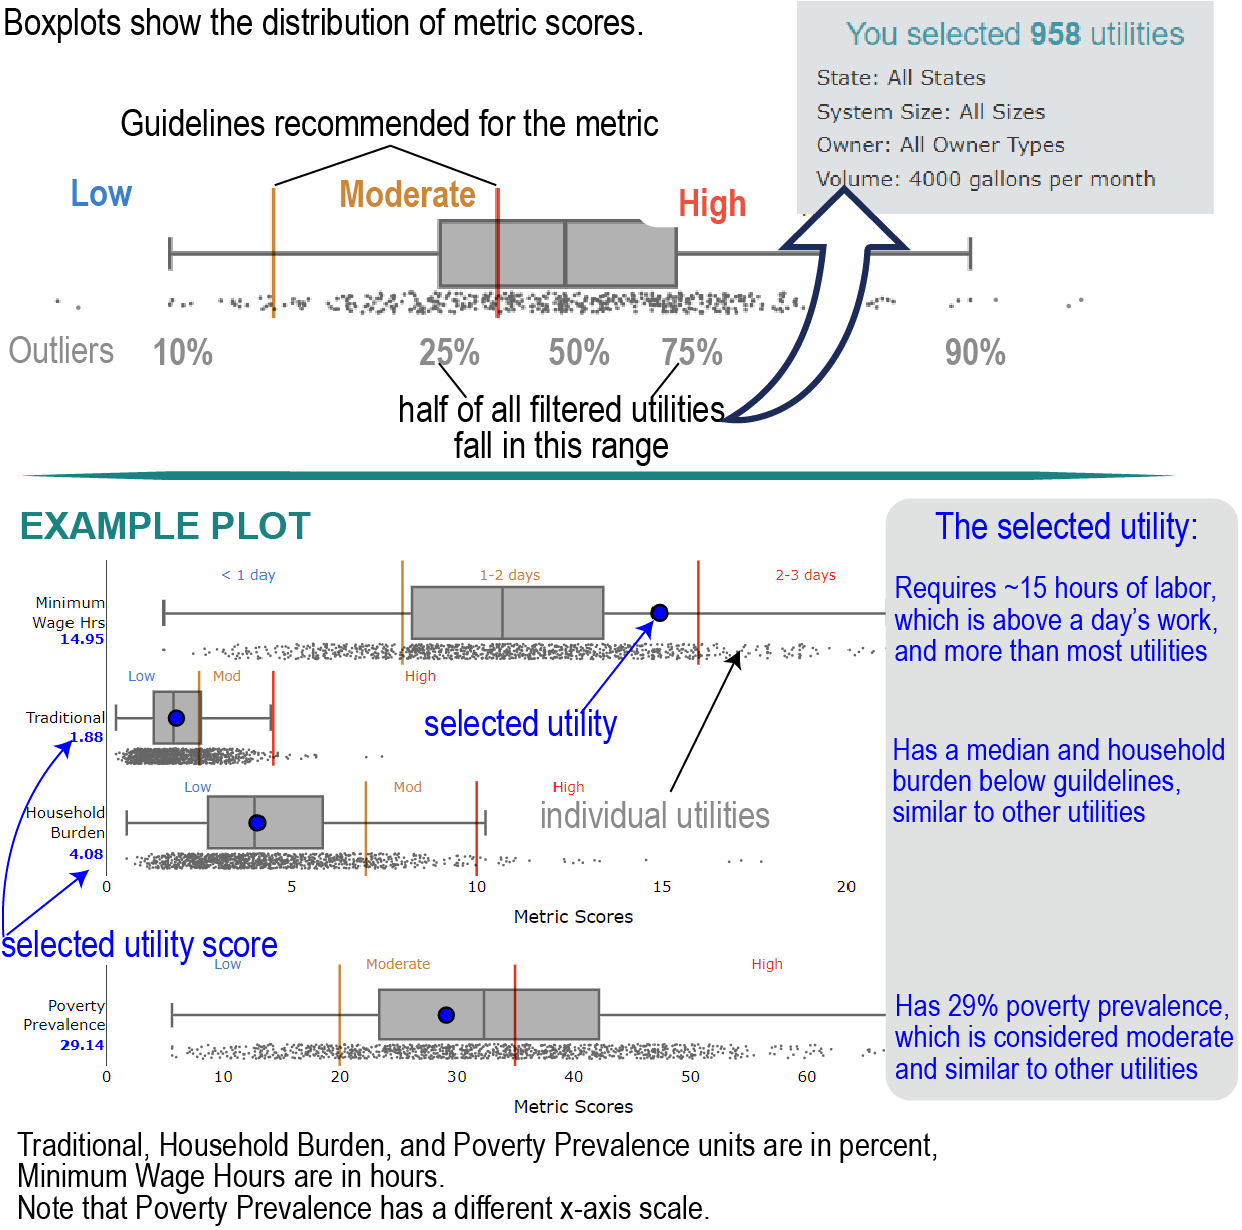 Boxplots show the distribution of metric scores.
You selected 958 utilities
State: All States
System Size: All Sizes
Owner: All Owner Types
Volume: 4000 gallons per month
Guidelines recommended for the metric
Low
Moderate
High
Outliers
10%
25%
50%
75%
90%
half of all filtered utilities
fall in this range
EXAMPLE PLOT
< 1 day
1-2 days
2-3 days
Minimum
Wage Hrs
14.95
Low
Mod
High
Traditional
1.88
selected utility
Low
Mod
High
Household
Burden
4.08
individual utilities
0
5
10
15
20
Metric Scores
selected utility score
Low
Moderate
High
Poverty
Prevalence
29.14
0
10
20
30
40
50
60
Metric Scores
The selected utility:
Requires ~15 hours of labor,
which is above a day's work,
and more than most utilities
Has a median and household
burden below guildelines,
similar to other utilities
Has 29% poverty prevalence,
which is considered moderate
and similar to other utilities
Traditional, Household Burden, and Poverty Prevalence units are in percent,
Minimum Wage Hours are in hours.
Note that Poverty Prevalence has a different x-axis scale.